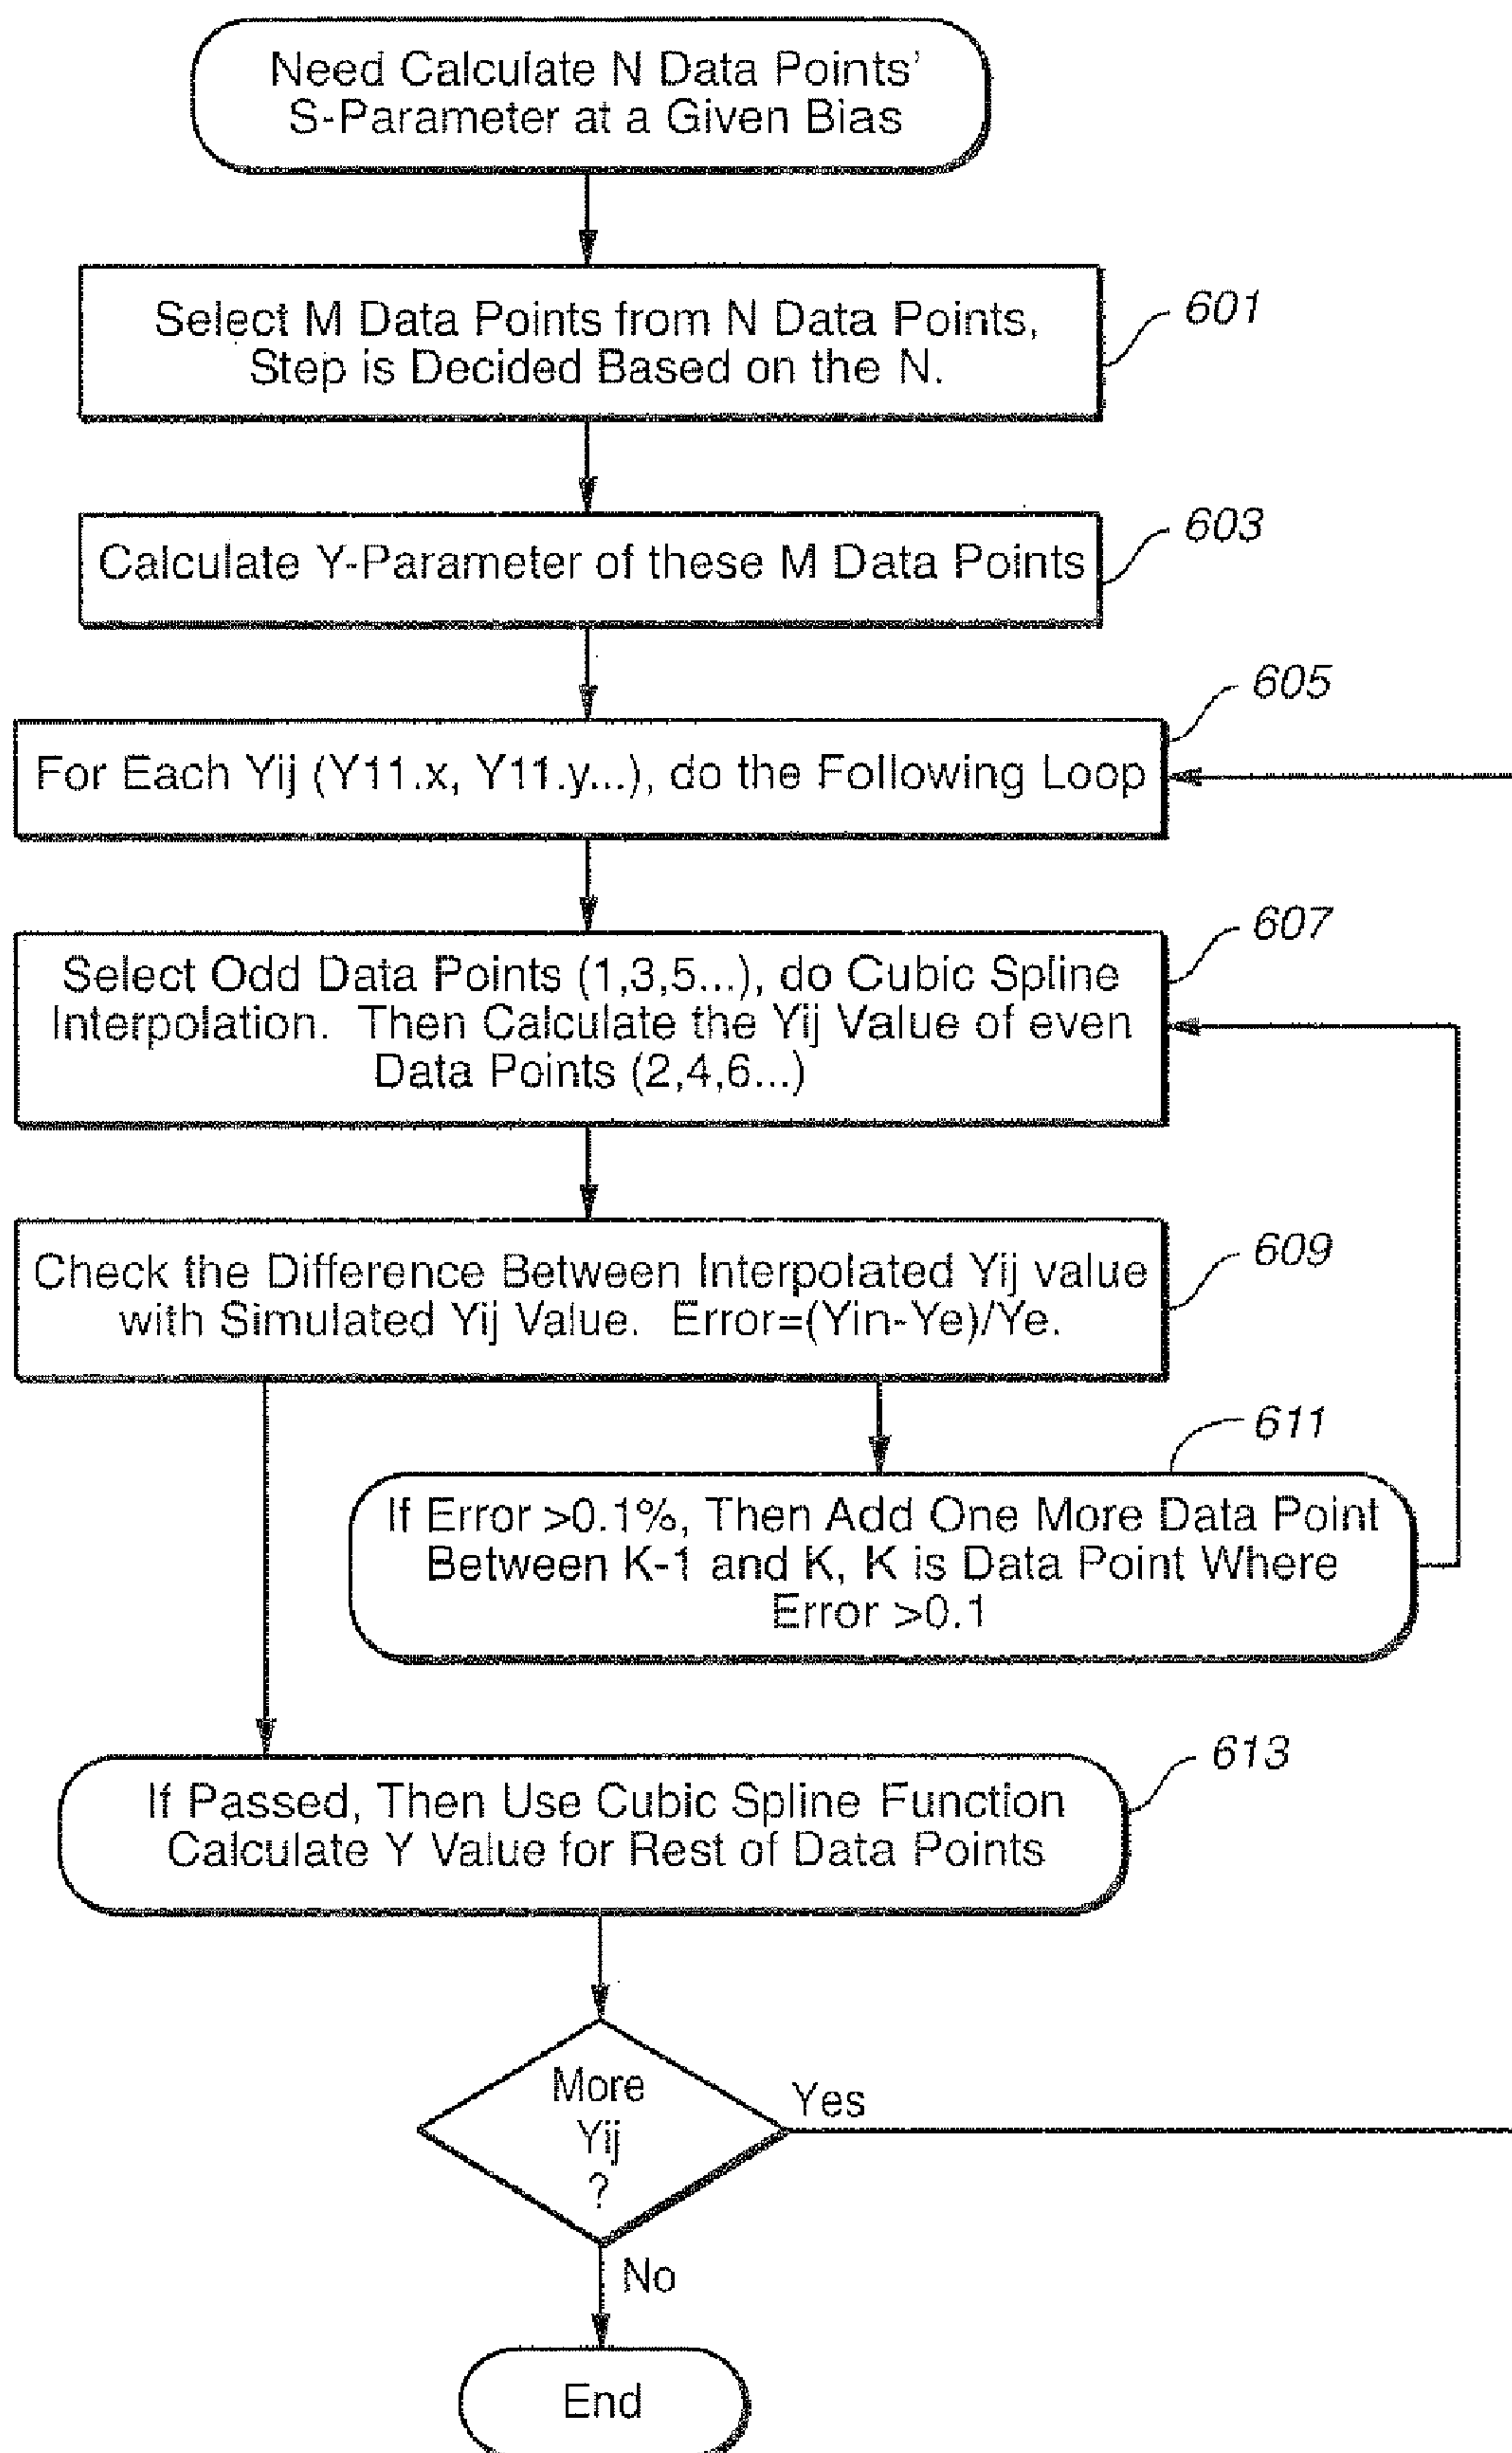 Need Calculate N Data Points'
S-Parameter at a Given Bias
Select M Data Points from N Data Points,
Step is Decided Based on the N.
601
Calculate Y-Parameter of these M Data Points
603
605
For Each Yij (Y11.x, Y11.y...), do the Following Loop
607
Select Odd Data Points (1,3,5...), do Cubic Spline
Interpolation. Then Calculate the Yij Value of even
Data Points (2,4,6...)
609
Check the Difference Between Interpolated Yij value
with Simulated Yij Value. Error=(Yin-Ye)/Ye.
611
If Error >0.1%, Then Add One More Data Point
Between K-1 and K, K is Data Point Where
Error >0.1
613
If Passed, Then Use Cubic Spline Function
Calculate Y Value for Rest of Data Points
More
Yij
?
Yes
No
End